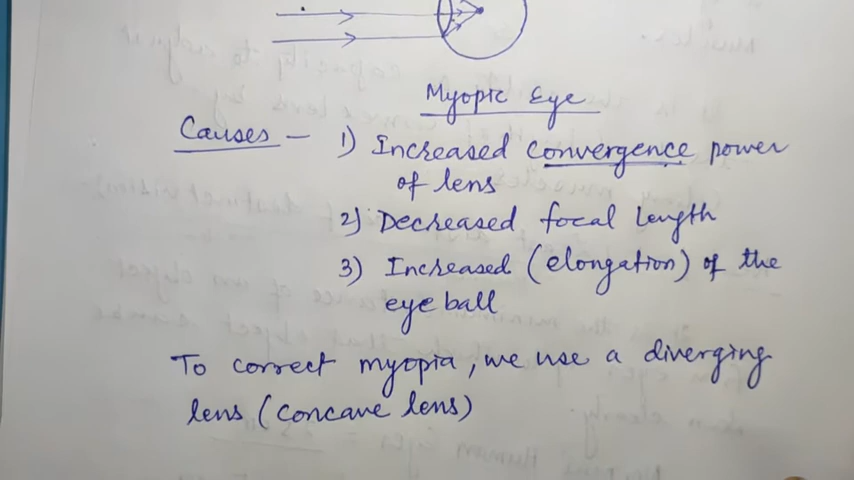 Myopic Eye
Causes - 1) Increased convergence power
of lens
2) Decreased focal length
3) Increased (elongation) of the
eye ball
To correct myopia, we use a diverging
lens (concave lens)